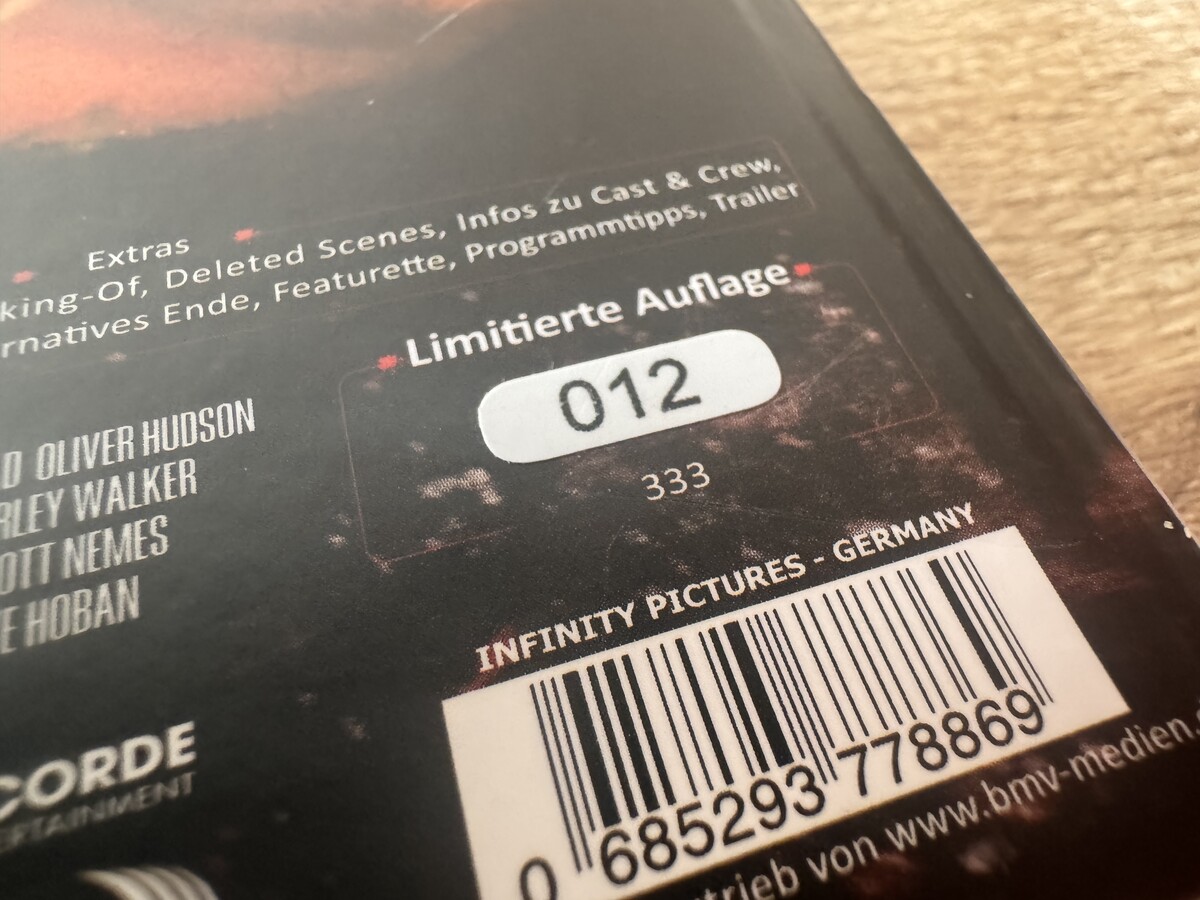 Extras
king-Of, Deleted Scenes, Infos zu Cast & Crew,
rnatives Ende, Featurette, Programmtipps, Trailer
Limitierte Auflage
012
333
D OLIVER HUDSON
RLEY WALKER
OTT NEMES
E HOBAN
INFINITY PICTURES - GERMANY
0 685293 778869
CORDE
ERTAINMENT
trieb von www.bmv-medien.